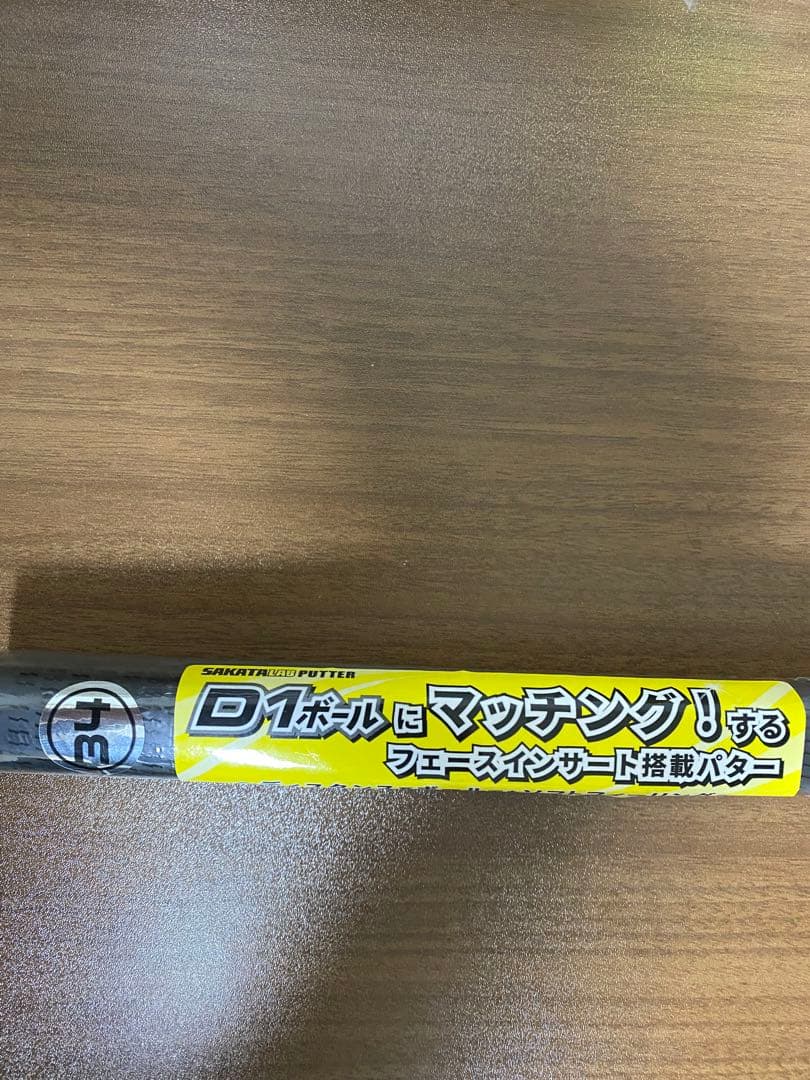 34
SAKATA LAB PUTTER
D1ボールにマッチング!する
フェースインサート搭載パター